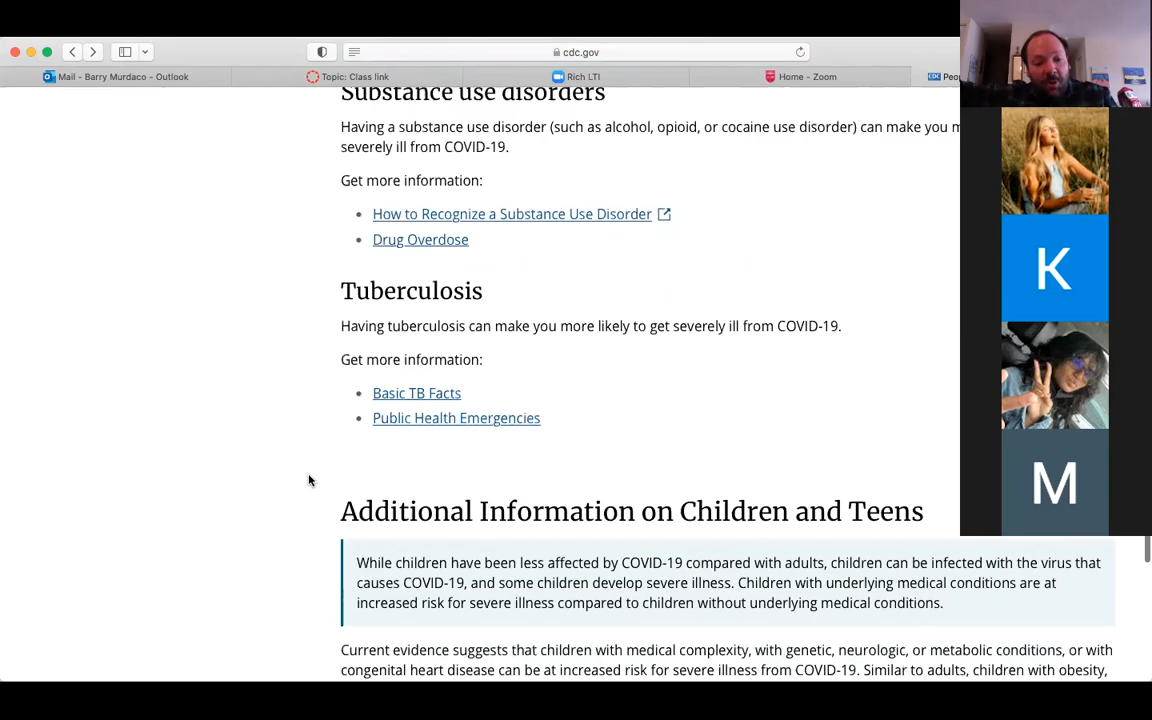 cdc.gov
Mail - Barry Murdaco - Outlook
Topic: Class link
Rich LTI
Home - Zoom
CDC
Substance use disorders
Having a substance use disorder (such as alcohol, opioid, or cocaine use disorder) can make you
severely ill from COVID-19.
Get more information:
How to Recognize a Substance Use Disorder
Drug Overdose
Tuberculosis
Having tuberculosis can make you more likely to get severely ill from COVID-19.
Get more information:
Basic TB Facts
Public Health Emergencies
Additional Information on Children and Teens
While children have been less affected by COVID-19 compared with adults, children can be infected with the virus that
causes COVID-19, and some children develop severe illness. Children with underlying medical conditions are at
increased risk for severe illness compared to children without underlying medical conditions.
Current evidence suggests that children with medical complexity, with genetic, neurologic, or metabolic conditions, or with
congenital heart disease can be at increased risk for severe illness from COVID-19. Similar to adults, children with obesity,
K
M